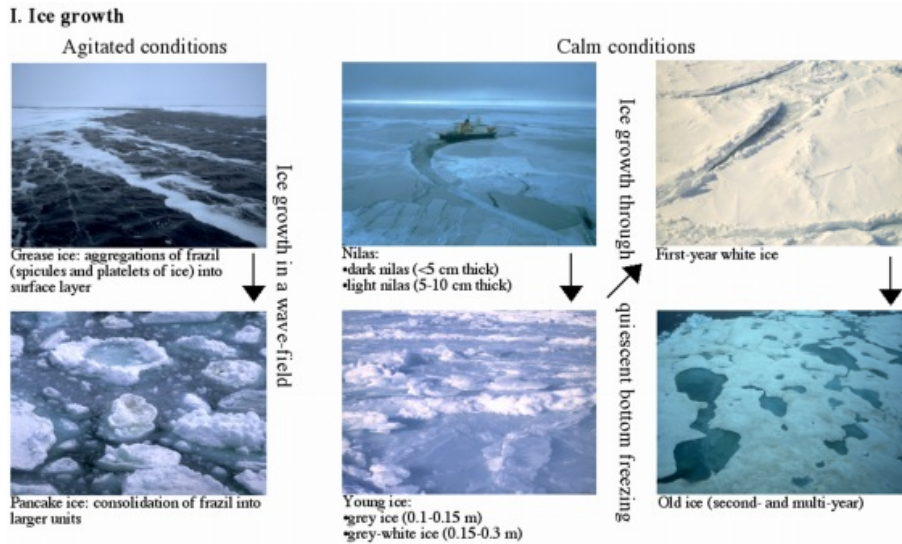 I. Ice growth
Agitated conditions
Calm conditions
Grease ice: aggregations of frazil
(spicules and platelets of ice) into
surface layer
Ice growth in a wave-field
Pancake ice: consolidation of frazil into
larger units
Nilas:
•dark nilas (<5 cm thick)
•light nilas (5-10 cm thick)
Young ice:
•grey ice (0.1-0.15 m)
•grey-white ice (0.15-0.3 m)
Ice growth through
quiescent bottom freezing
First-year white ice
Old ice (second- and multi-year)